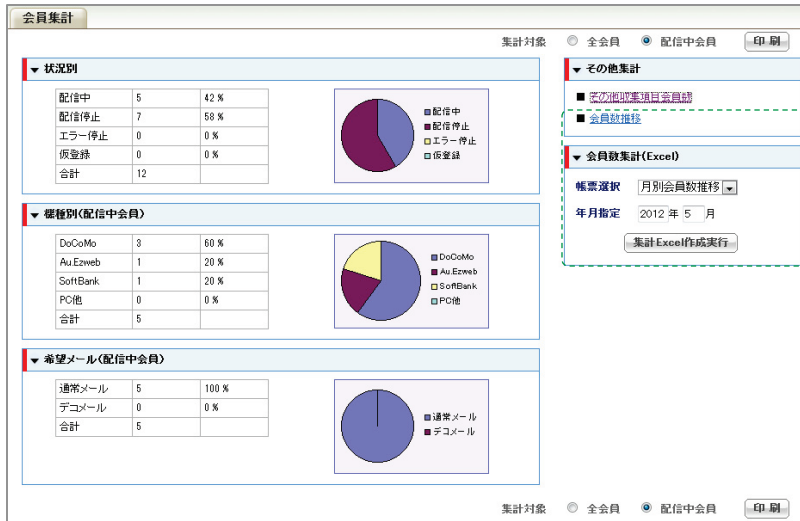 会員集計
集計対象 全会員 配信中会員 印刷
▼ 状況別
配信中 5 42 %
配信停止 7 58 %
エラー停止 0 0 %
仮登録 0 0 %
合計 12
配信中
配信停止
エラー停止
仮登録
▼ 機種別(配信中会員)
DoCoMo 3 60 %
Au.Ezweb 1 20 %
SoftBank 1 20 %
PC他 0 0 %
合計 5
DoCoMo
Au.Ezweb
SoftBank
PC他
▼ 希望メール(配信中会員)
通常メール 5 100 %
デコメール 0 0 %
合計 5
通常メール
デコメール
▼ その他集計
■ その他収集項目会員録
■ 会員数推移
▼ 会員数集計(Excel)
帳票選択 月別会員数推移
年月指定 2012 年 5 月
集計Excel作成実行
集計対象 全会員 配信中会員 印刷